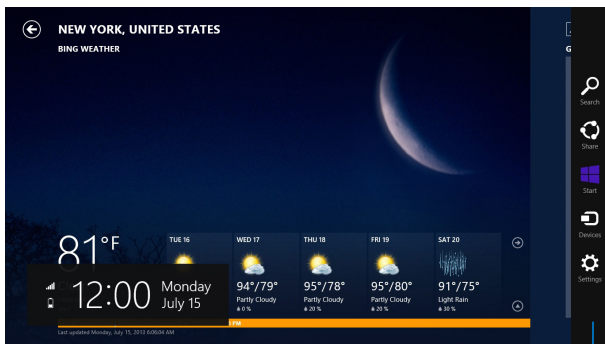 NEW YORK, UNITED STATES
BING WEATHER
G
Search
Share
Start
Devices
Settings
81°F
TUE 16
WED 17
94°/79°
Partly Cloudy
0 %
THU 18
95°/78°
Partly Cloudy
20 %
FRI 19
95°/80°
Partly Cloudy
20 %
SAT 20
91°/75°
Light Rain
30 %
12:00
Monday
July 15
PM
Last updated Monday, July 15, 2013 6:06:04 AM